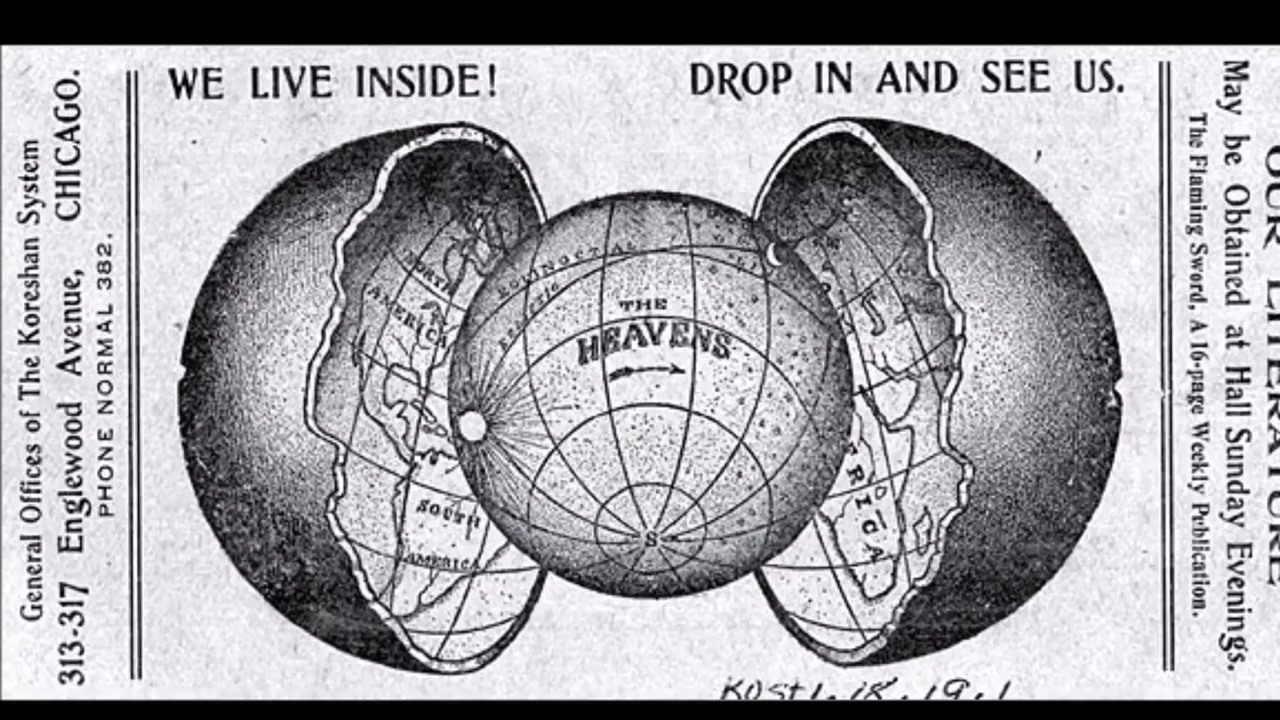 General Offices of The Koreshan System
313-317 Englewood Avenue, CHICAGO.
PHONE NORMAL 382.
WE LIVE INSIDE!
DROP IN AND SEE US.
NORTH
AMERICA
SOUTH
AMERICA
THE
HEAVENS
S
AFRICA
OUR LITERATURE
May be Obtained at Hall Sunday Evenings.
The Flaming Sword, A 16-page Weekly Publication.